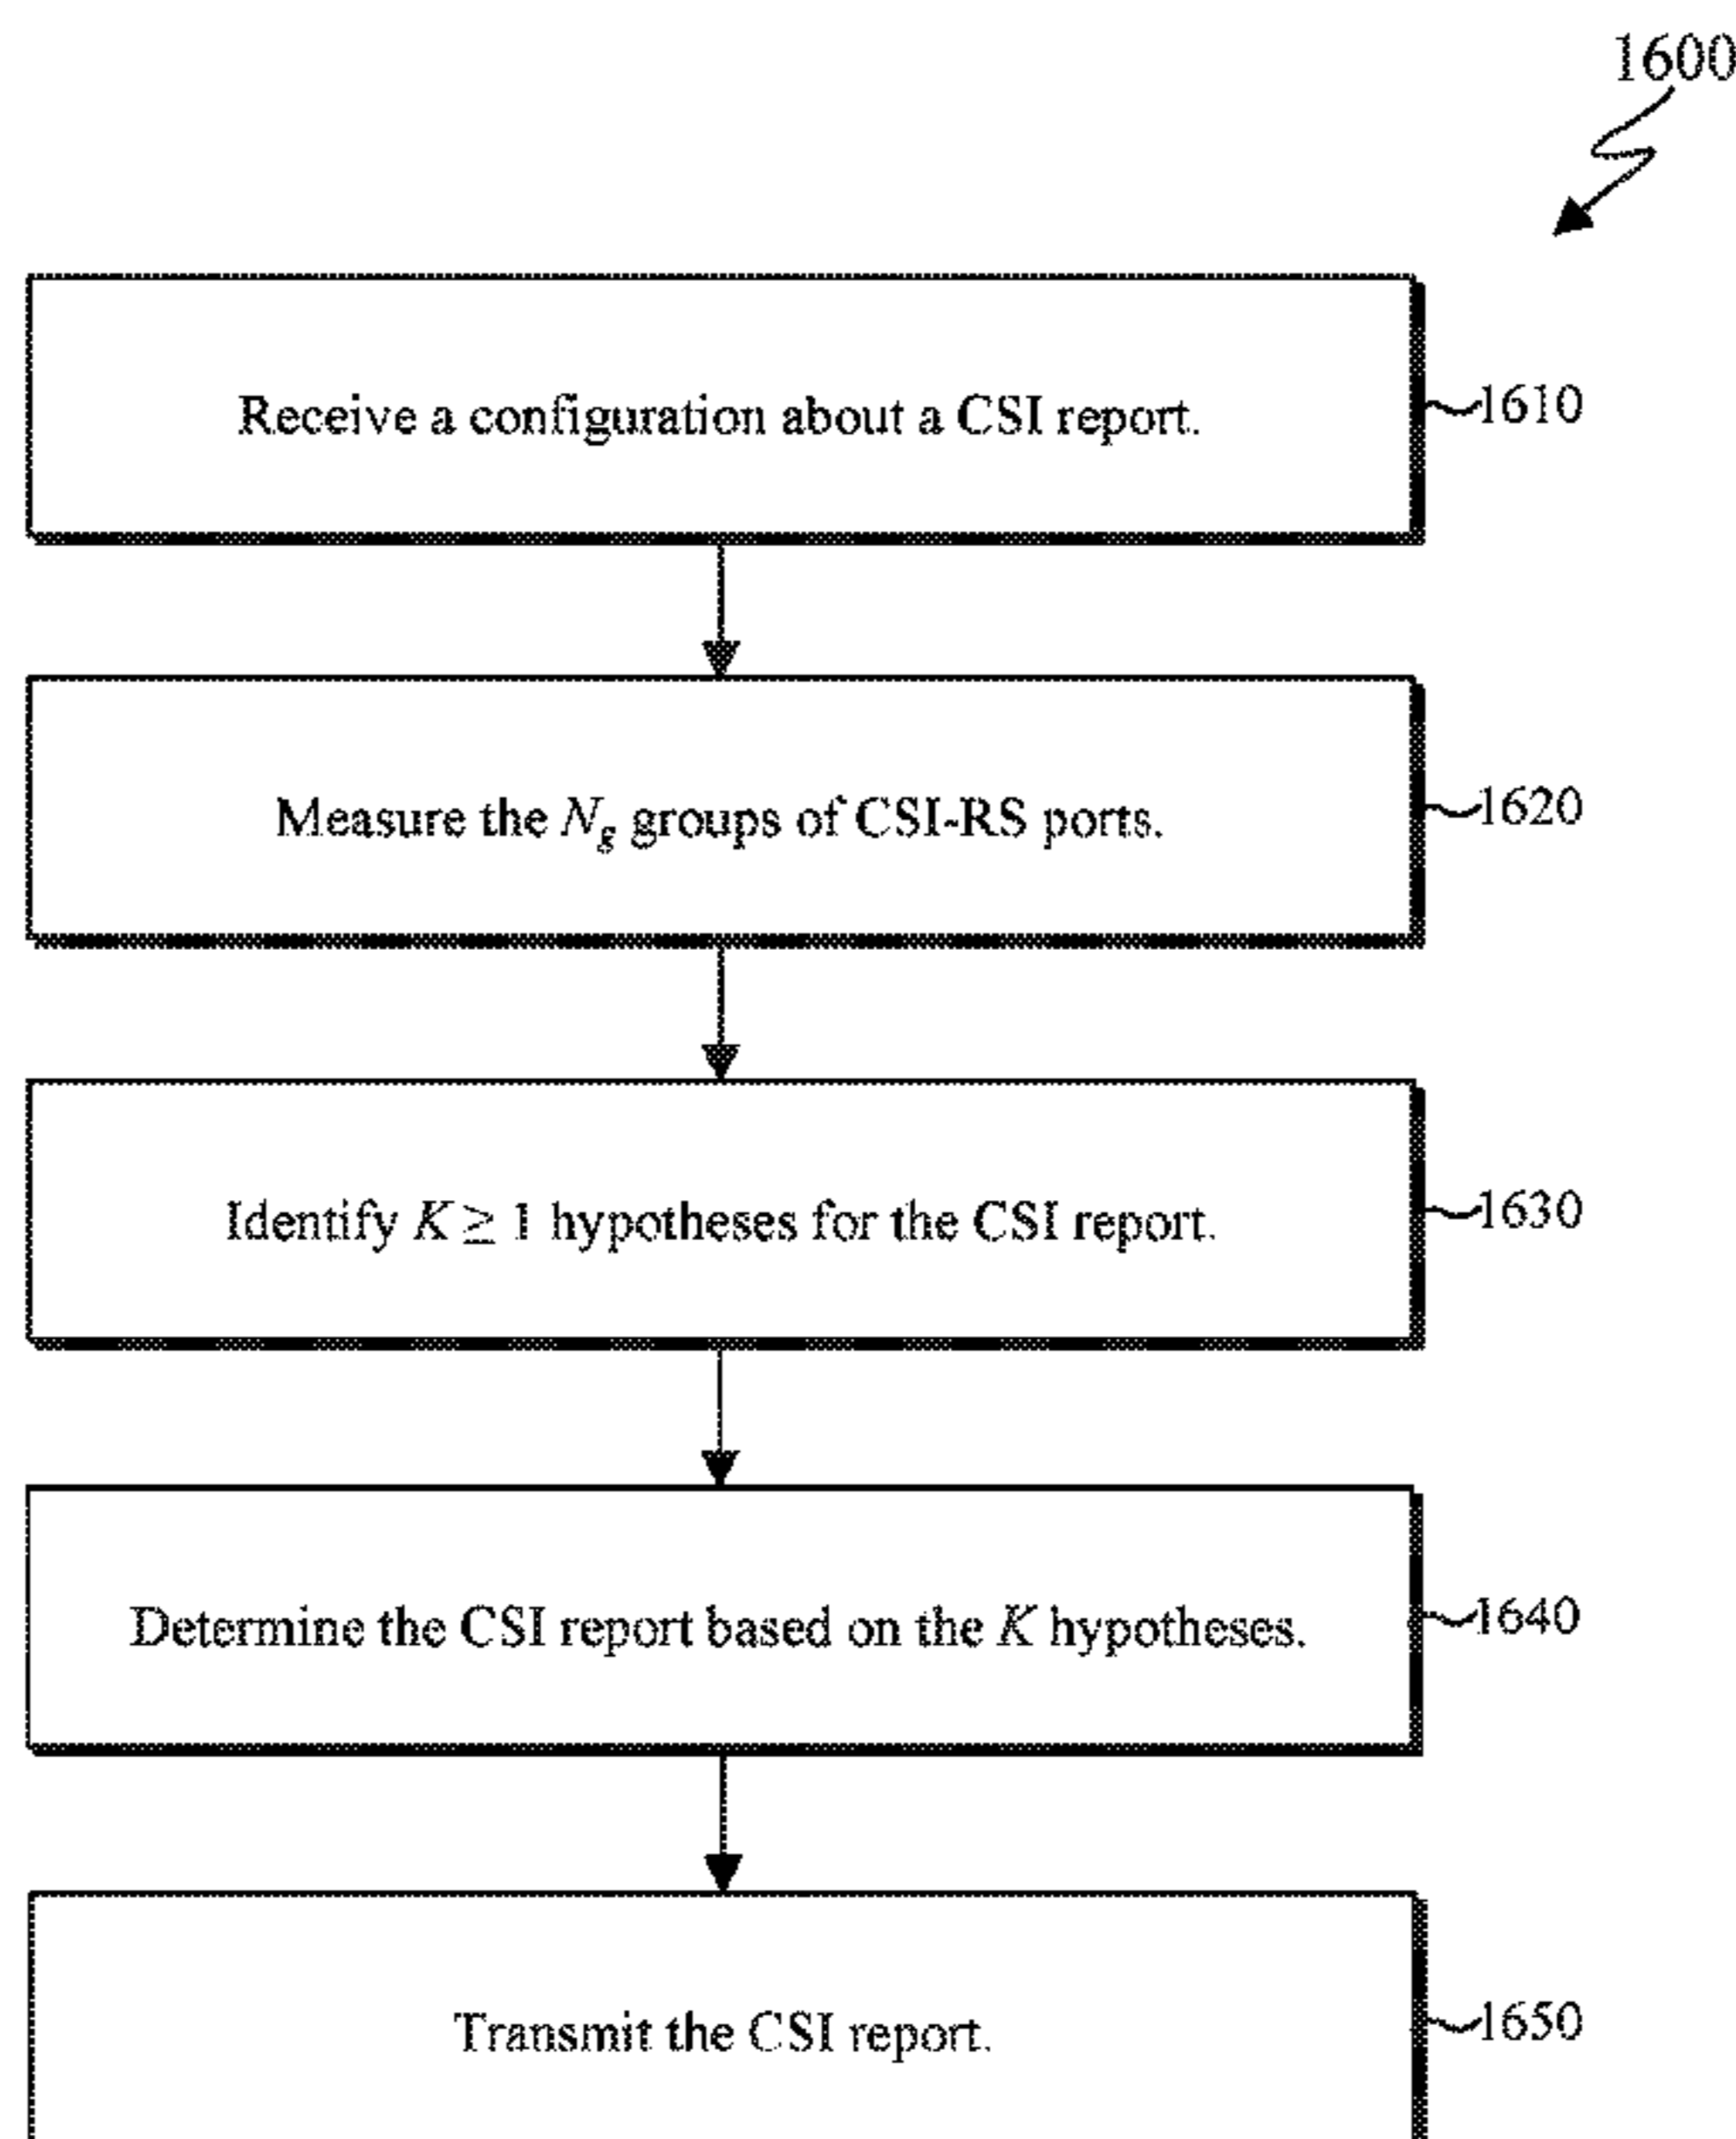 1600
Receive a configuration about a CSI report.
1610
Measure the Ng groups of CSI-RS ports.
1620
Identify K ≥ 1 hypotheses for the CSI report.
1630
Determine the CSI report based on the K hypotheses.
1640
Transmit the CSI report.
1650